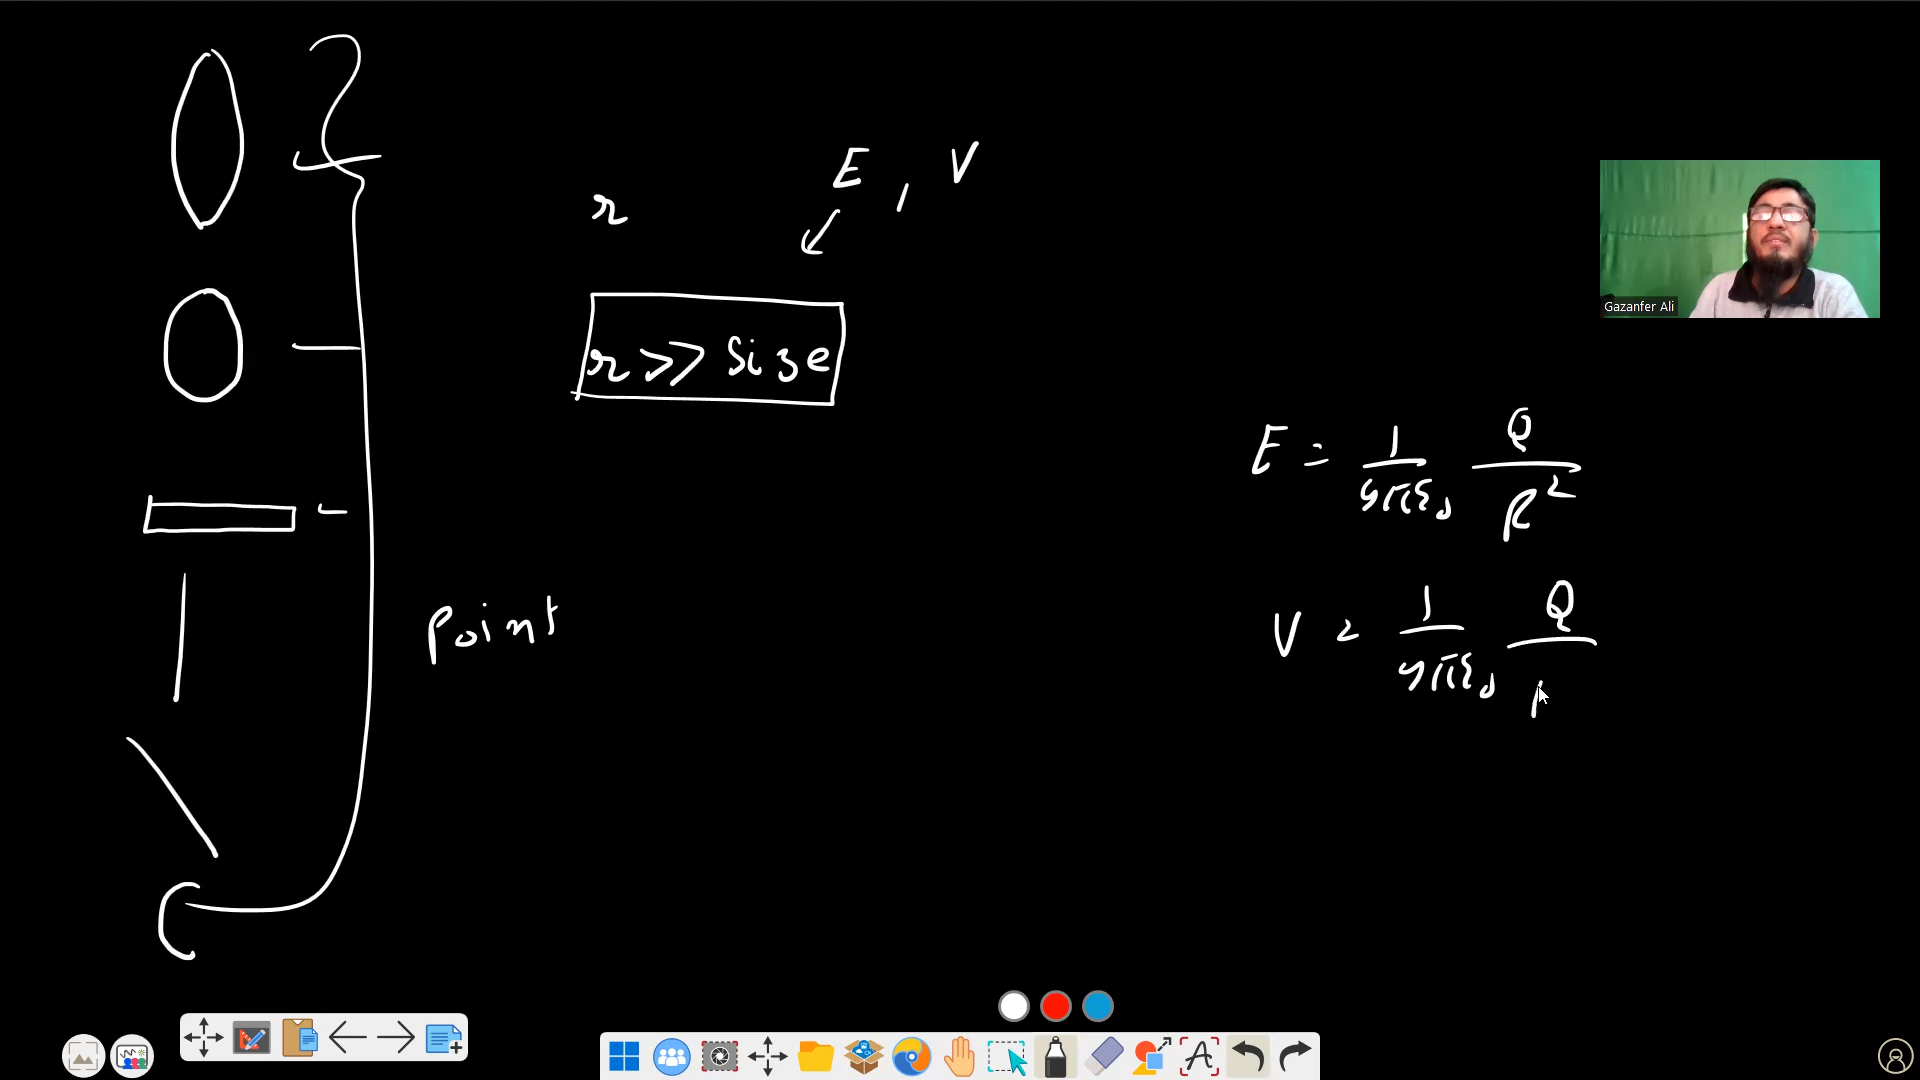 E , V
r
r >> Size
Gazanfer Ali
E = 1/4πε₀ Q/R²
V = 1/4πε₀ Q/
Point